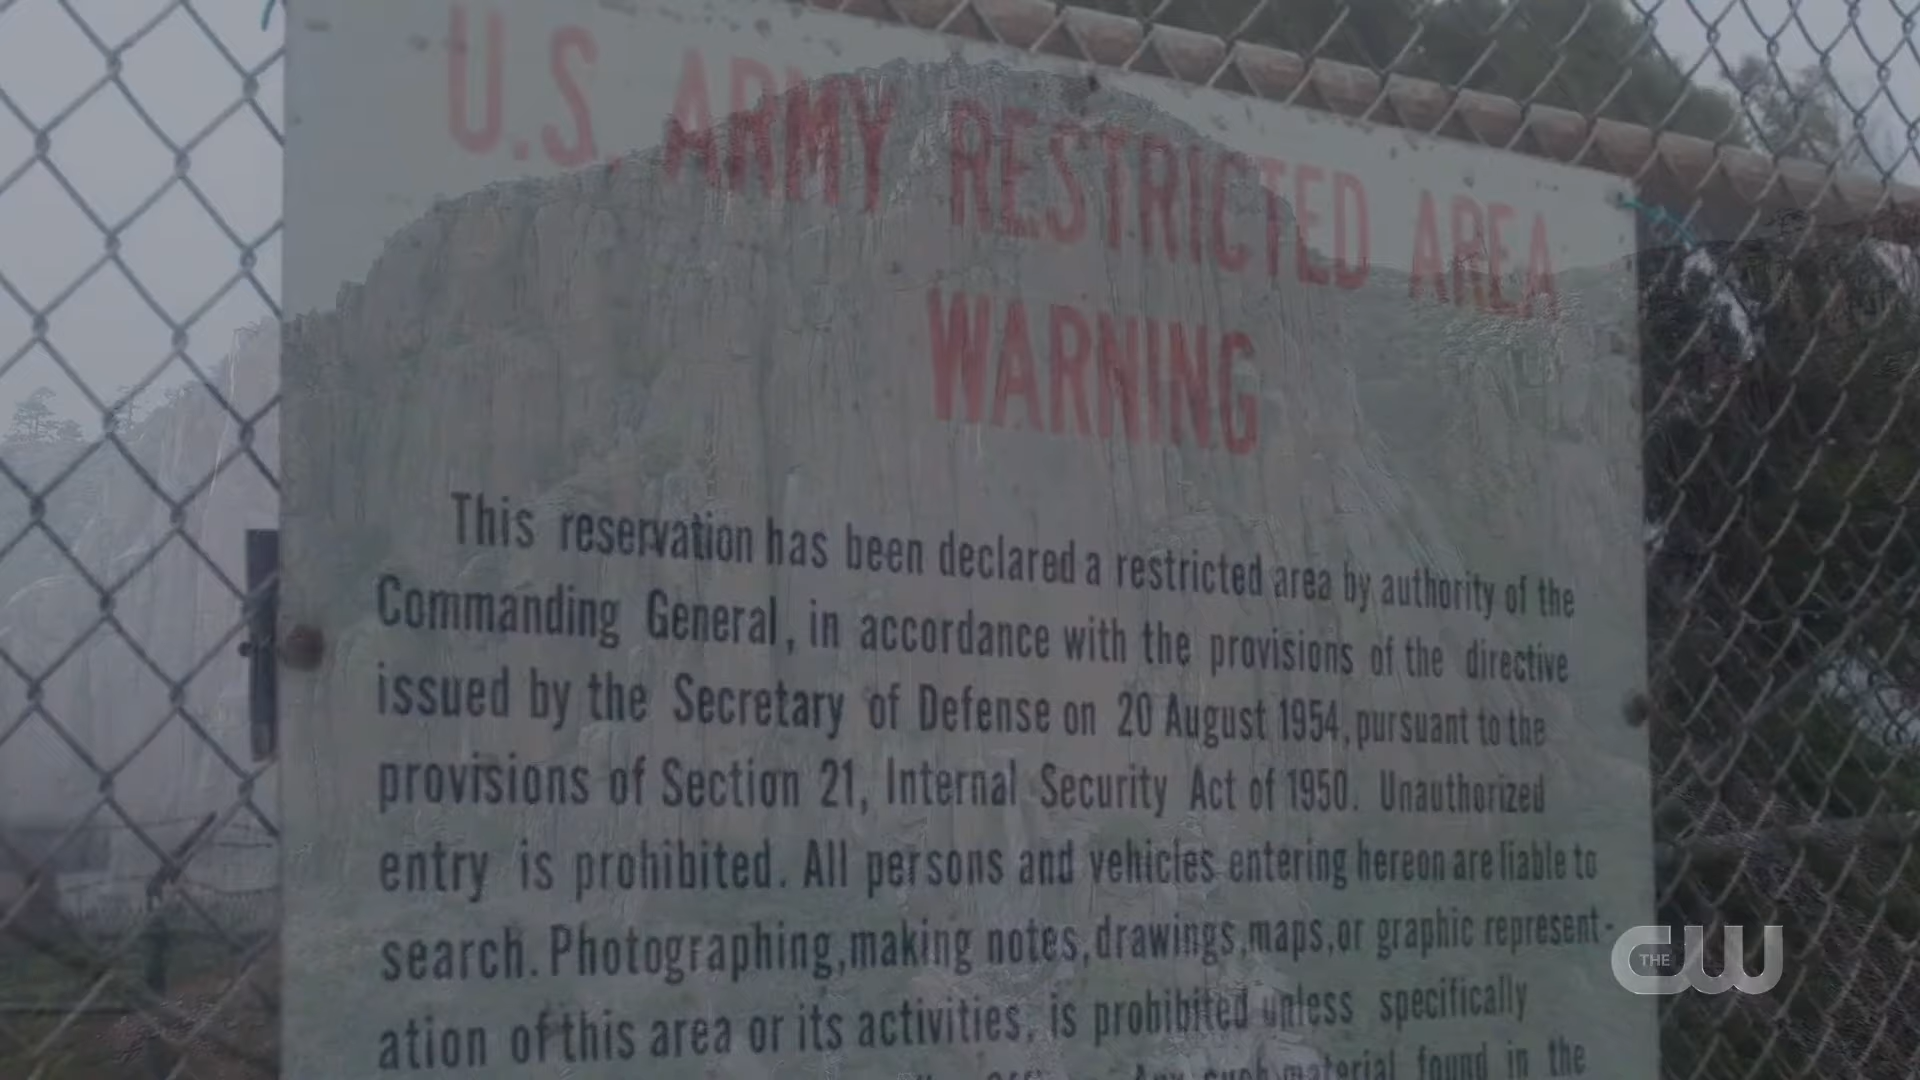 U.S. ARMY RESTRICTED AREA
WARNING
This reservation has been declared a restricted area by authority of the
Commanding General, in accordance with the provisions of the directive
issued by the Secretary of Defense on 20 August 1954, pursuant to the
provisions of Section 21, Internal Security Act of 1950. Unauthorized
entry is prohibited. All persons and vehicles entering hereon are liable to
search. Photographing, making notes, drawings, maps, or graphic represent-
ation of this area or its activities, is prohibited unless specifically
Any such material found in the
THE CW